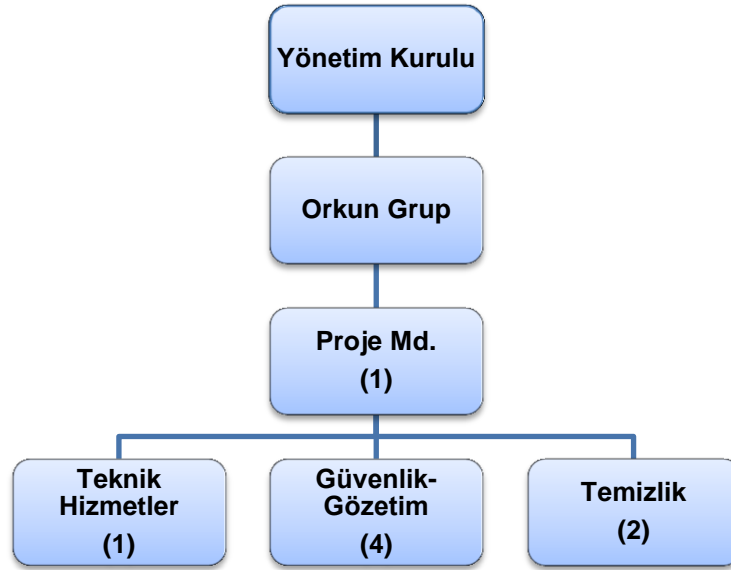 Yönetim Kurulu
Orkun Grup
Proje Md.
(1)
Teknik
Hizmetler
(1)
Güvenlik-
Gözetim
(4)
Temizlik
(2)